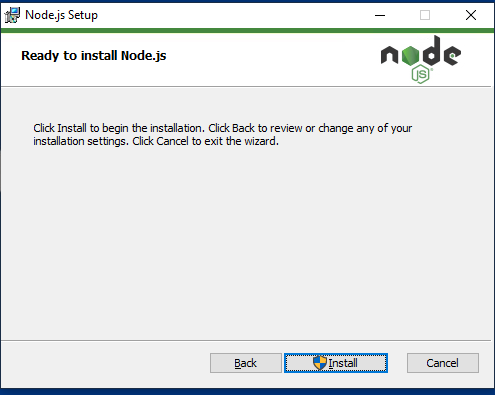 Node.js Setup
Ready to install Node.js
node
JS
Click Install to begin the installation. Click Back to review or change any of your
installation settings. Click Cancel to exit the wizard.
Back
Install
Cancel